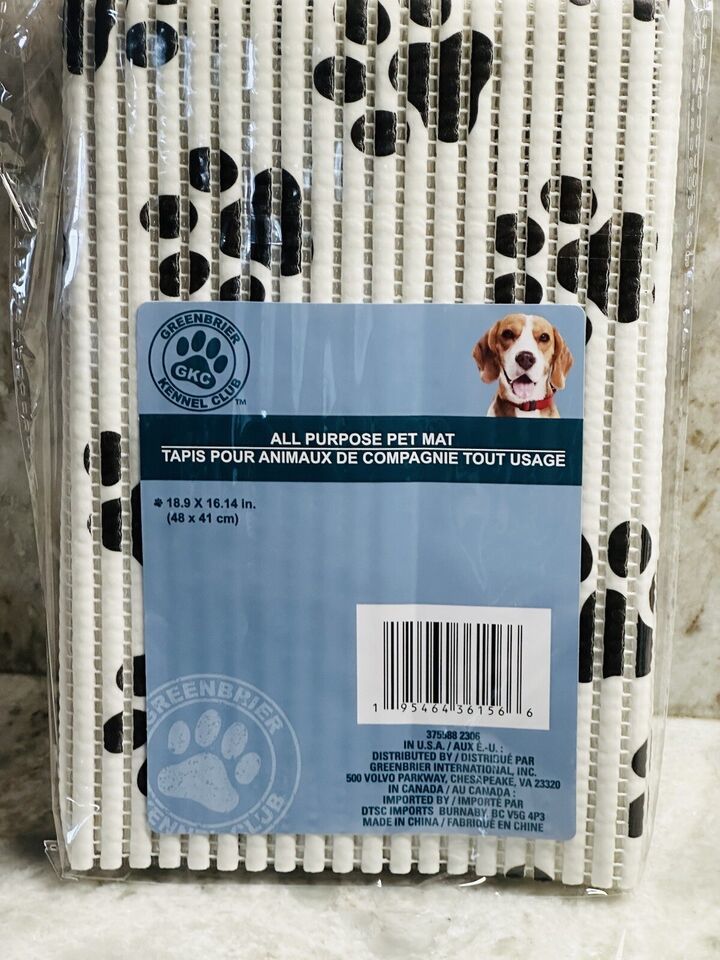 GREENBRIER
GKC
KENNEL CLUB
TM
ALL PURPOSE PET MAT
TAPIS POUR ANIMAUX DE COMPAGNIE TOUT USAGE
18.9 X 16.14 in.
(48 x 41 cm)
1 95464 36156 6
375588 2306
IN U.S.A. / AUX É.-U. :
DISTRIBUTED BY / DISTRIBUÉ PAR
GREENBRIER INTERNATIONAL, INC.
500 VOLVO PARKWAY, CHESAPEAKE, VA 23320
IN CANADA / AU CANADA :
IMPORTED BY / IMPORTÉ PAR
DTSC IMPORTS BURNABY, BC V5G 4P3
MADE IN CHINA / FABRIQUÉ EN CHINE
GREENBRIER
KENNEL CLUB